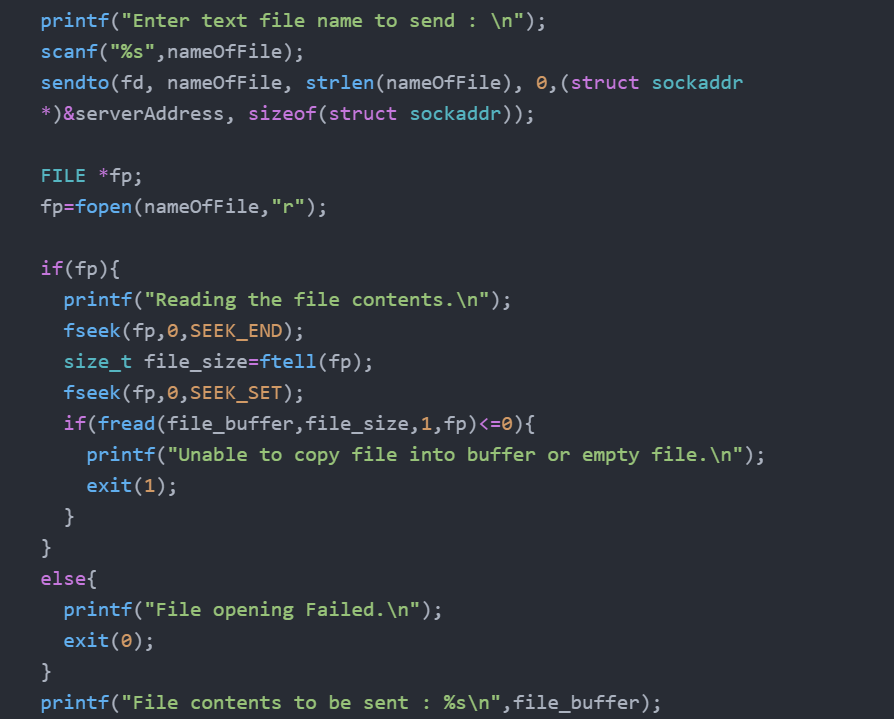 printf("Enter text file name to send : \n");
scanf("%s",nameOfFile);
sendto(fd, nameOfFile, strlen(nameOfFile), 0,(struct sockaddr
*)&serverAddress, sizeof(struct sockaddr));
FILE *fp;
fp=fopen(nameOfFile,"r");
if(fp){
printf("Reading the file contents.\n");
fseek(fp,0,SEEK_END);
size_t file_size=ftell(fp);
fseek(fp,0,SEEK_SET);
if(fread(file_buffer,file_size,1,fp)<=0){
printf("Unable to copy file into buffer or empty file.\n");
exit(1);
}
}
else{
printf("File opening Failed.\n");
exit(0);
}
printf("File contents to be sent : %s\n",file_buffer);